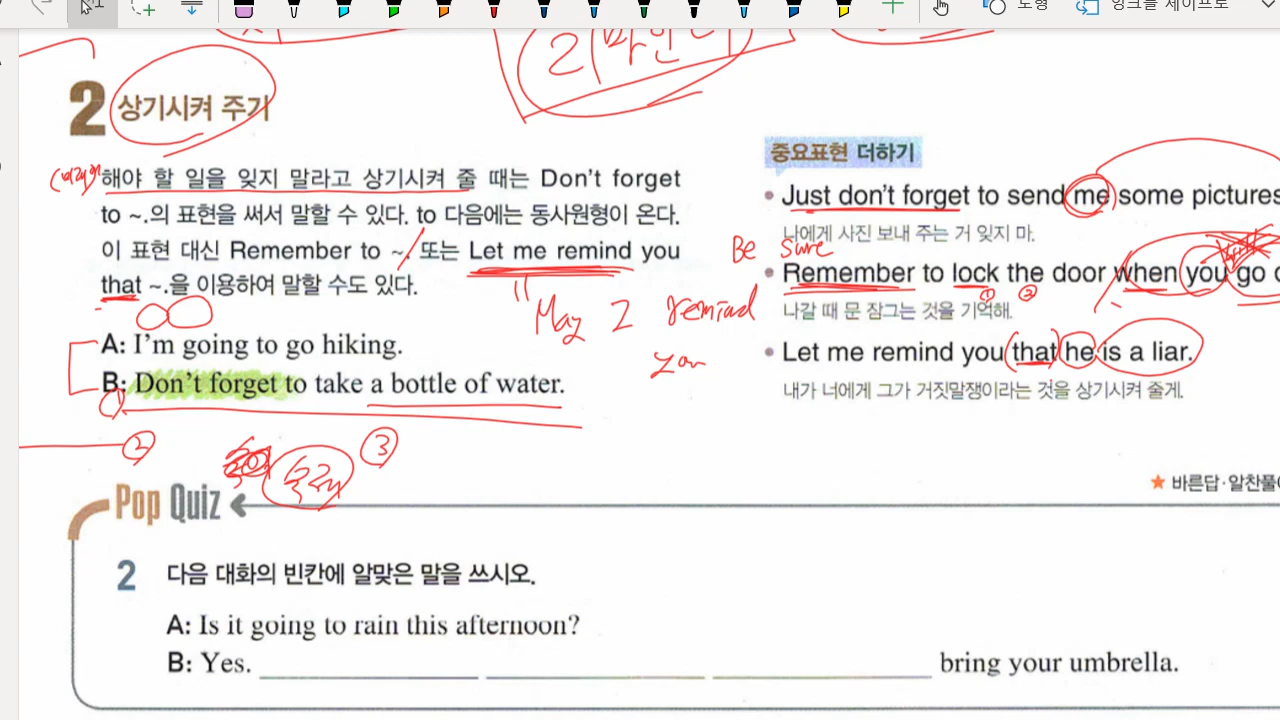 도형
잉크를 셰이프로
2 상기시켜 주기
해야 할 일을 잊지 말라고 상기시켜 줄 때는 Don't forget
to ~.의 표현을 써서 말할 수 있다. to 다음에는 동사원형이 온다.
이 표현 대신 Remember to ~. 또는 Let me remind you
that ~.을 이용하여 말할 수도 있다.
May I remind
you
A: I'm going to go hiking.
B: Don't forget to take a bottle of water.
②
③
중요표현 더하기
• Just don't forget to send me some pictures
나에게 사진 보내 주는 거 잊지 마.
Be sure
• Remember to lock the door when you go
① ②
나갈 때 문 잠그는 것을 기억해.
• Let me remind you that he is a liar.
내가 너에게 그가 거짓말쟁이라는 것을 상기시켜 줄게.
★ 바른답·알찬풀이
Pop Quiz
2 다음 대화의 빈칸에 알맞은 말을 쓰시오.
A: Is it going to rain this afternoon?
B: Yes. bring your umbrella.